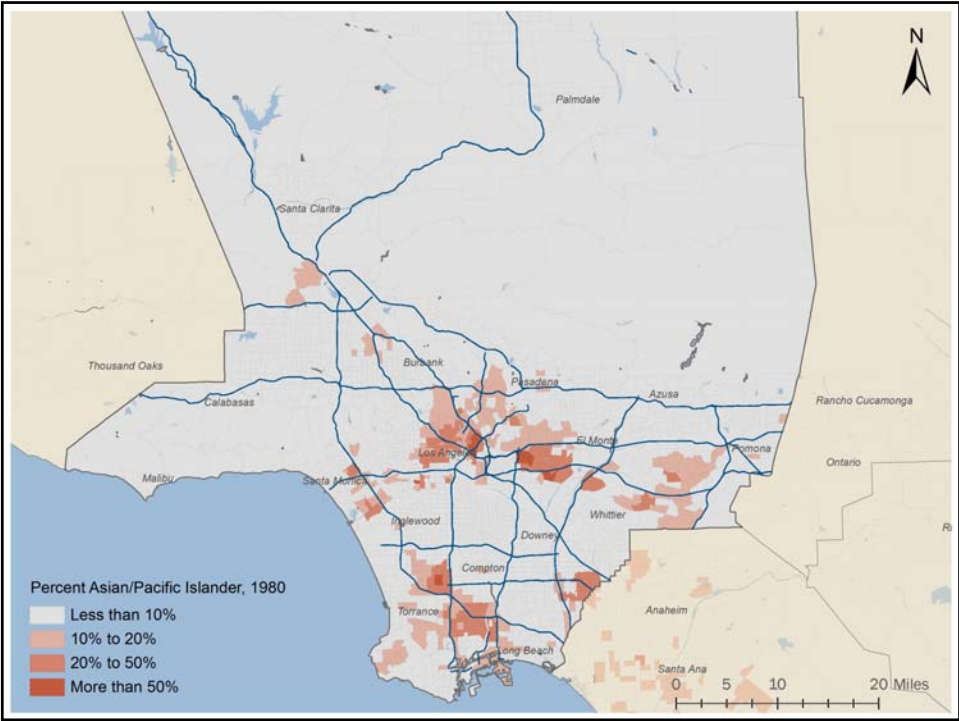 N
Palmdale
Santa Clarita
Thousand Oaks
Burbank
Pasadena
Azusa
Calabasas
Rancho Cucamonga
El Monte
Los Angeles
Pomona
Ontario
Malibu
Santa Monica
Whittier
Inglewood
Downey
Compton
Percent Asian/Pacific Islander, 1980
Less than 10%
10% to 20%
20% to 50%
More than 50%
Torrance
Anaheim
Long Beach
Santa Ana
0 5 10 20 Miles